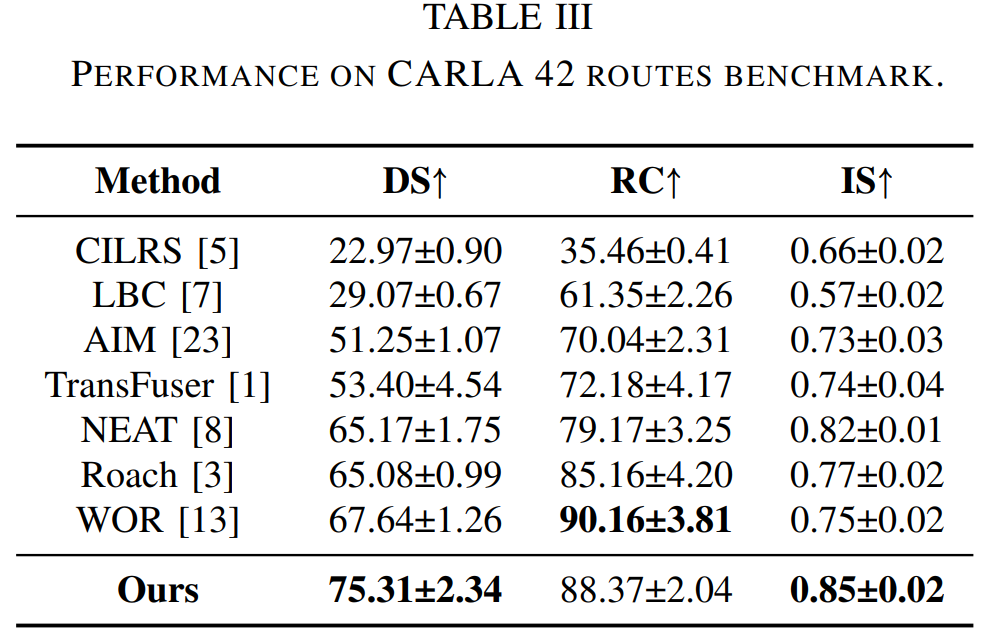 TABLE III
PERFORMANCE ON CARLA 42 ROUTES BENCHMARK.
Method DS↑ RC↑ IS↑
CILRS [5] 22.97±0.90 35.46±0.41 0.66±0.02
LBC [7] 29.07±0.67 61.35±2.26 0.57±0.02
AIM [23] 51.25±1.07 70.04±2.31 0.73±0.03
TransFuser [1] 53.40±4.54 72.18±4.17 0.74±0.04
NEAT [8] 65.17±1.75 79.17±3.25 0.82±0.01
Roach [3] 65.08±0.99 85.16±4.20 0.77±0.02
WOR [13] 67.64±1.26 90.16±3.81 0.75±0.02
Ours 75.31±2.34 88.37±2.04 0.85±0.02